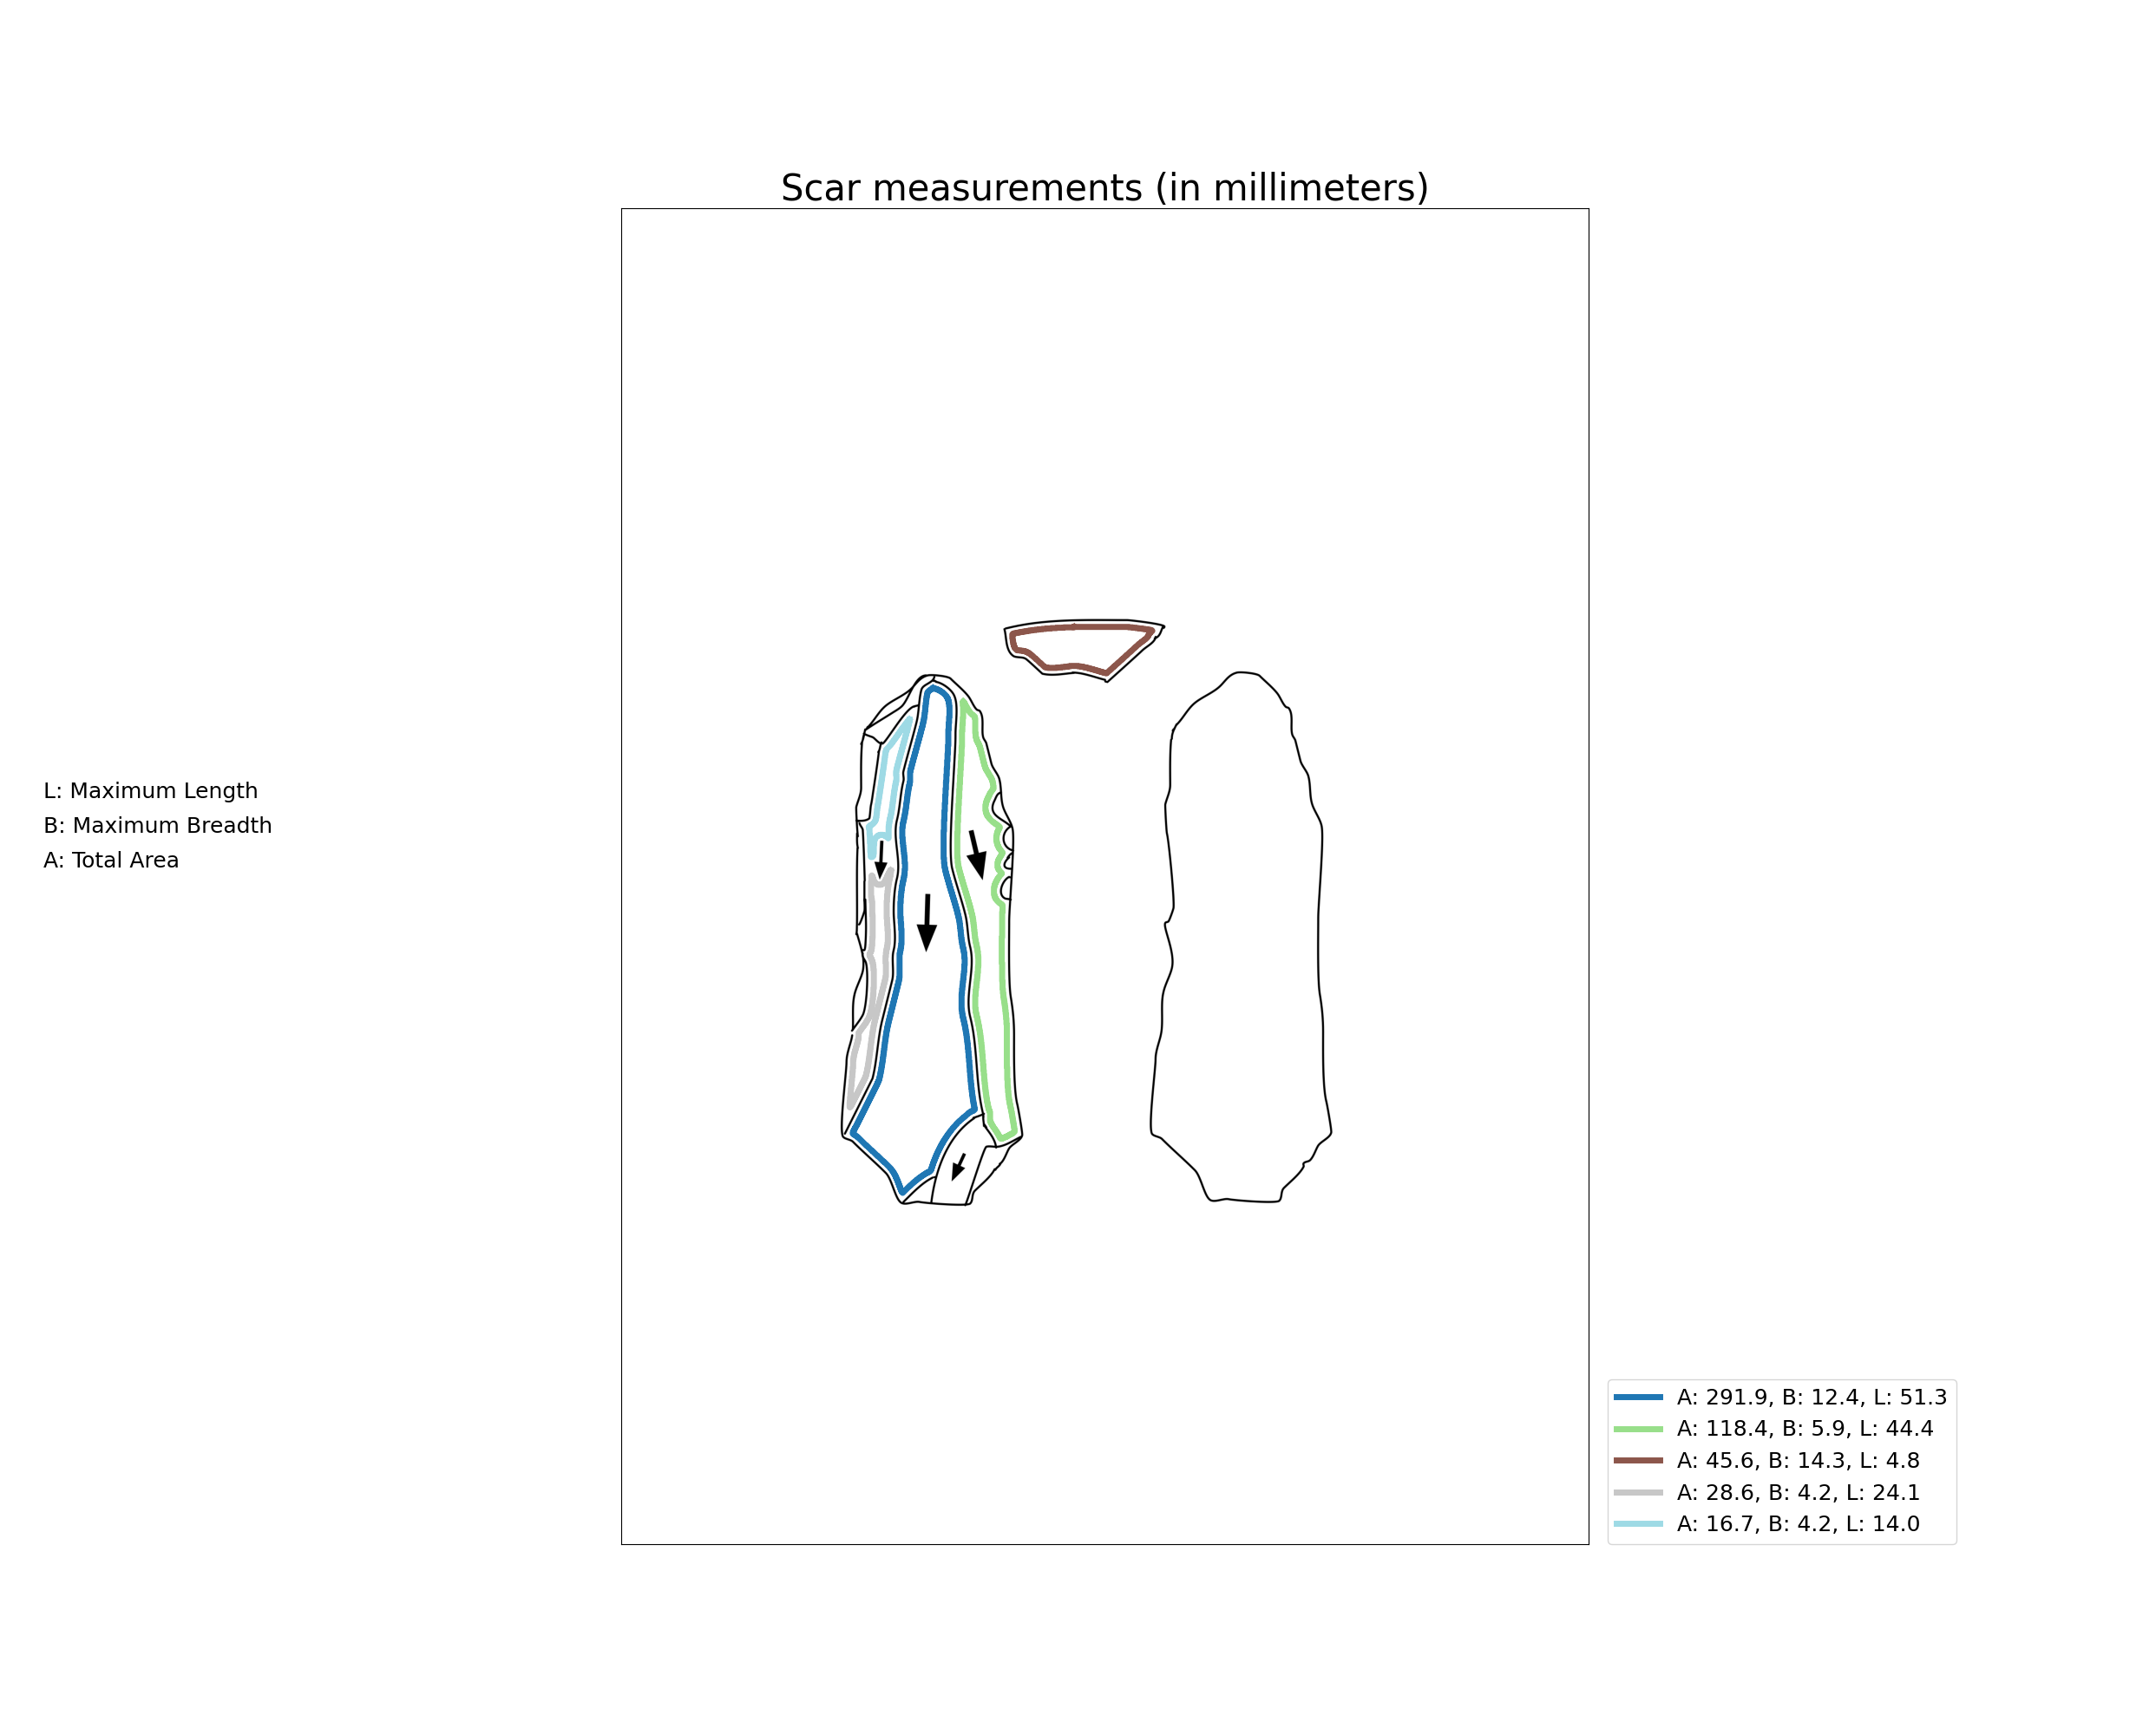 Scar measurements (in millimeters)
L: Maximum Length
B: Maximum Breadth
A: Total Area
A: 291.9, B: 12.4, L: 51.3
A: 118.4, B: 5.9, L: 44.4
A: 45.6, B: 14.3, L: 4.8
A: 28.6, B: 4.2, L: 24.1
A: 16.7, B: 4.2, L: 14.0